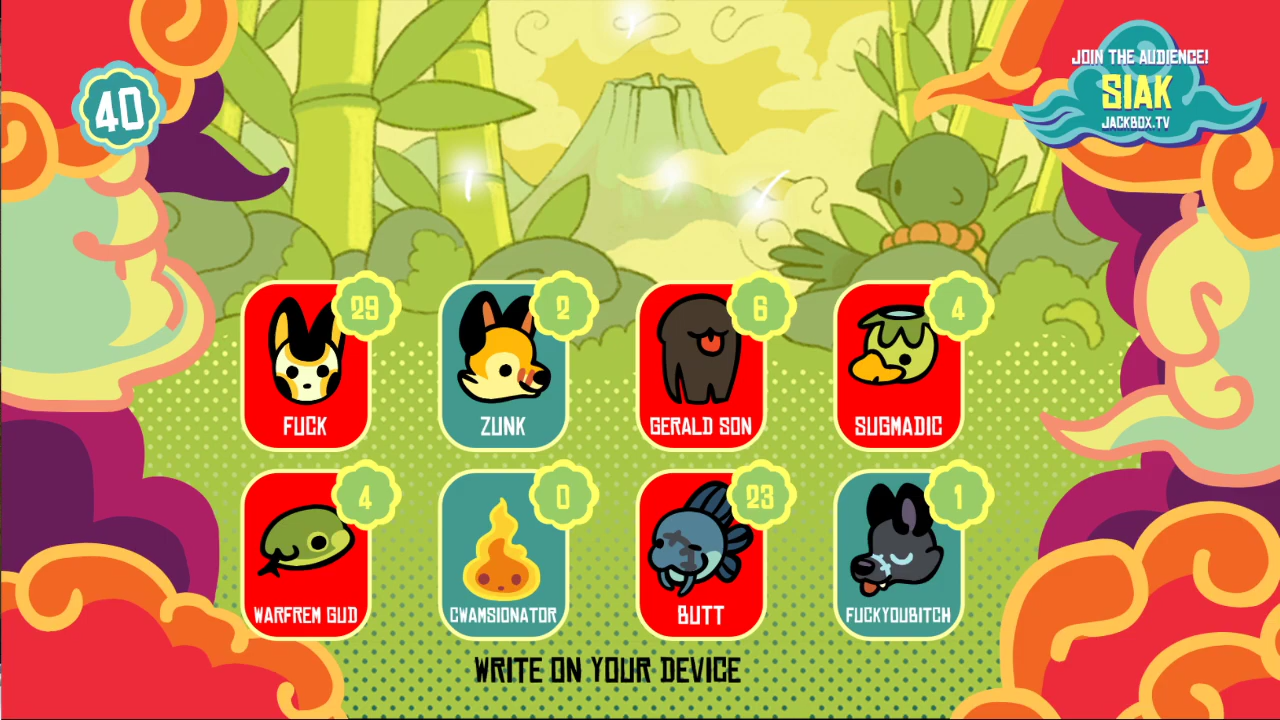 40
JOIN THE AUDIENCE!
SIAK
JACKBOX.TV
29
2
6
4
FUCK
ZUNK
GERALD SON
SUGMADIC
4
0
23
1
WARFREM GUD
CWAMSIONATOR
BUTT
FUCKYOUBITCH
WRITE ON YOUR DEVICE